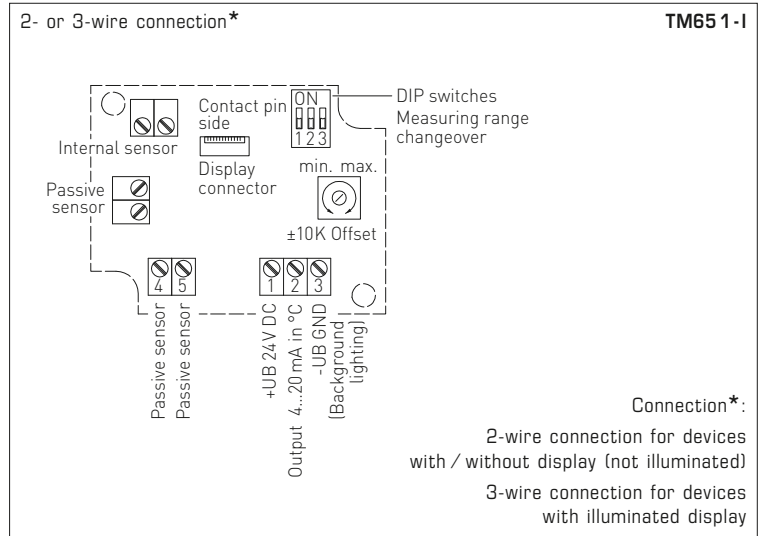 2- or 3-wire connection*
TM651-I
ON
1 2 3
DIP switches
Measuring range
changeover
Contact pin
side
Internal sensor
Display
connector
min. max.
Passive
sensor
±10K Offset
4 5
1 2 3
Passive sensor
Passive sensor
+UB 24V DC
Output 4...20mA in °C
-UB GND
(Background
lighting)
Connection*:
2-wire connection for devices
with / without display (not illuminated)
3-wire connection for devices
with illuminated display